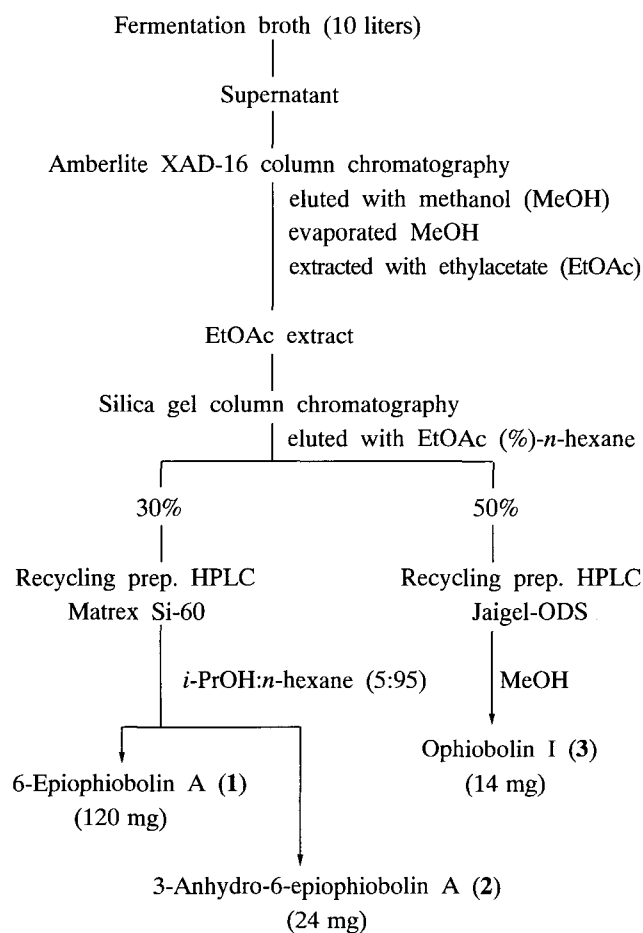 Fermentation broth (10 liters)
Supernatant
Amberlite XAD-16 column chromatography
eluted with methanol (MeOH)
evaporated MeOH
extracted with ethylacetate (EtOAc)
EtOAc extract
Silica gel column chromatography
eluted with EtOAc (%)-n-hexane
30%
50%
Recycling prep. HPLC
Matrex Si-60
Recycling prep. HPLC
Jaigel-ODS
i-PrOH:n-hexane (5:95)
MeOH
6-Epiophiobolin A (1)
(120 mg)
Ophiobolin I (3)
(14 mg)
3-Anhydro-6-epiophiobolin A (2)
(24 mg)